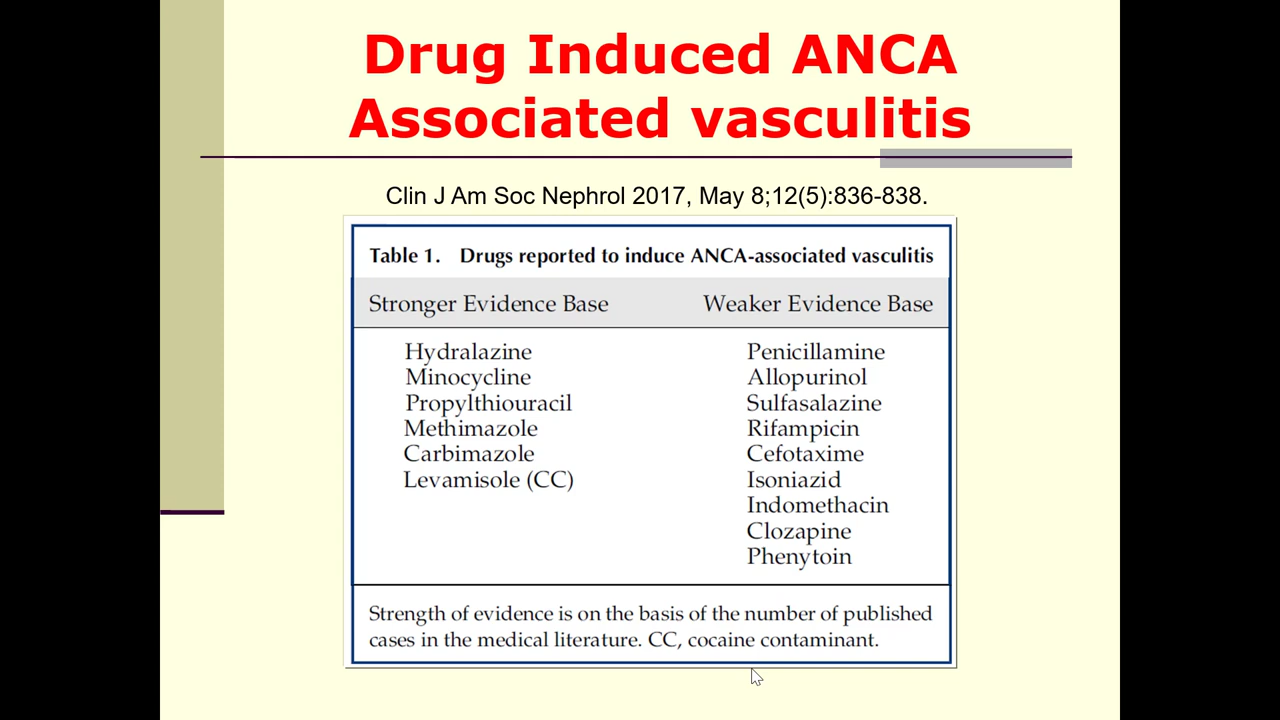 Drug Induced ANCA
Associated vasculitis
Clin J Am Soc Nephrol 2017, May 8;12(5):836-838.
Table 1. Drugs reported to induce ANCA-associated vasculitis
Stronger Evidence Base Weaker Evidence Base
Hydralazine Penicillamine
Minocycline Allopurinol
Propylthiouracil Sulfasalazine
Methimazole Rifampicin
Carbimazole Cefotaxime
Levamisole (CC) Isoniazid
Indomethacin
Clozapine
Phenytoin
Strength of evidence is on the basis of the number of published
cases in the medical literature. CC, cocaine contaminant.